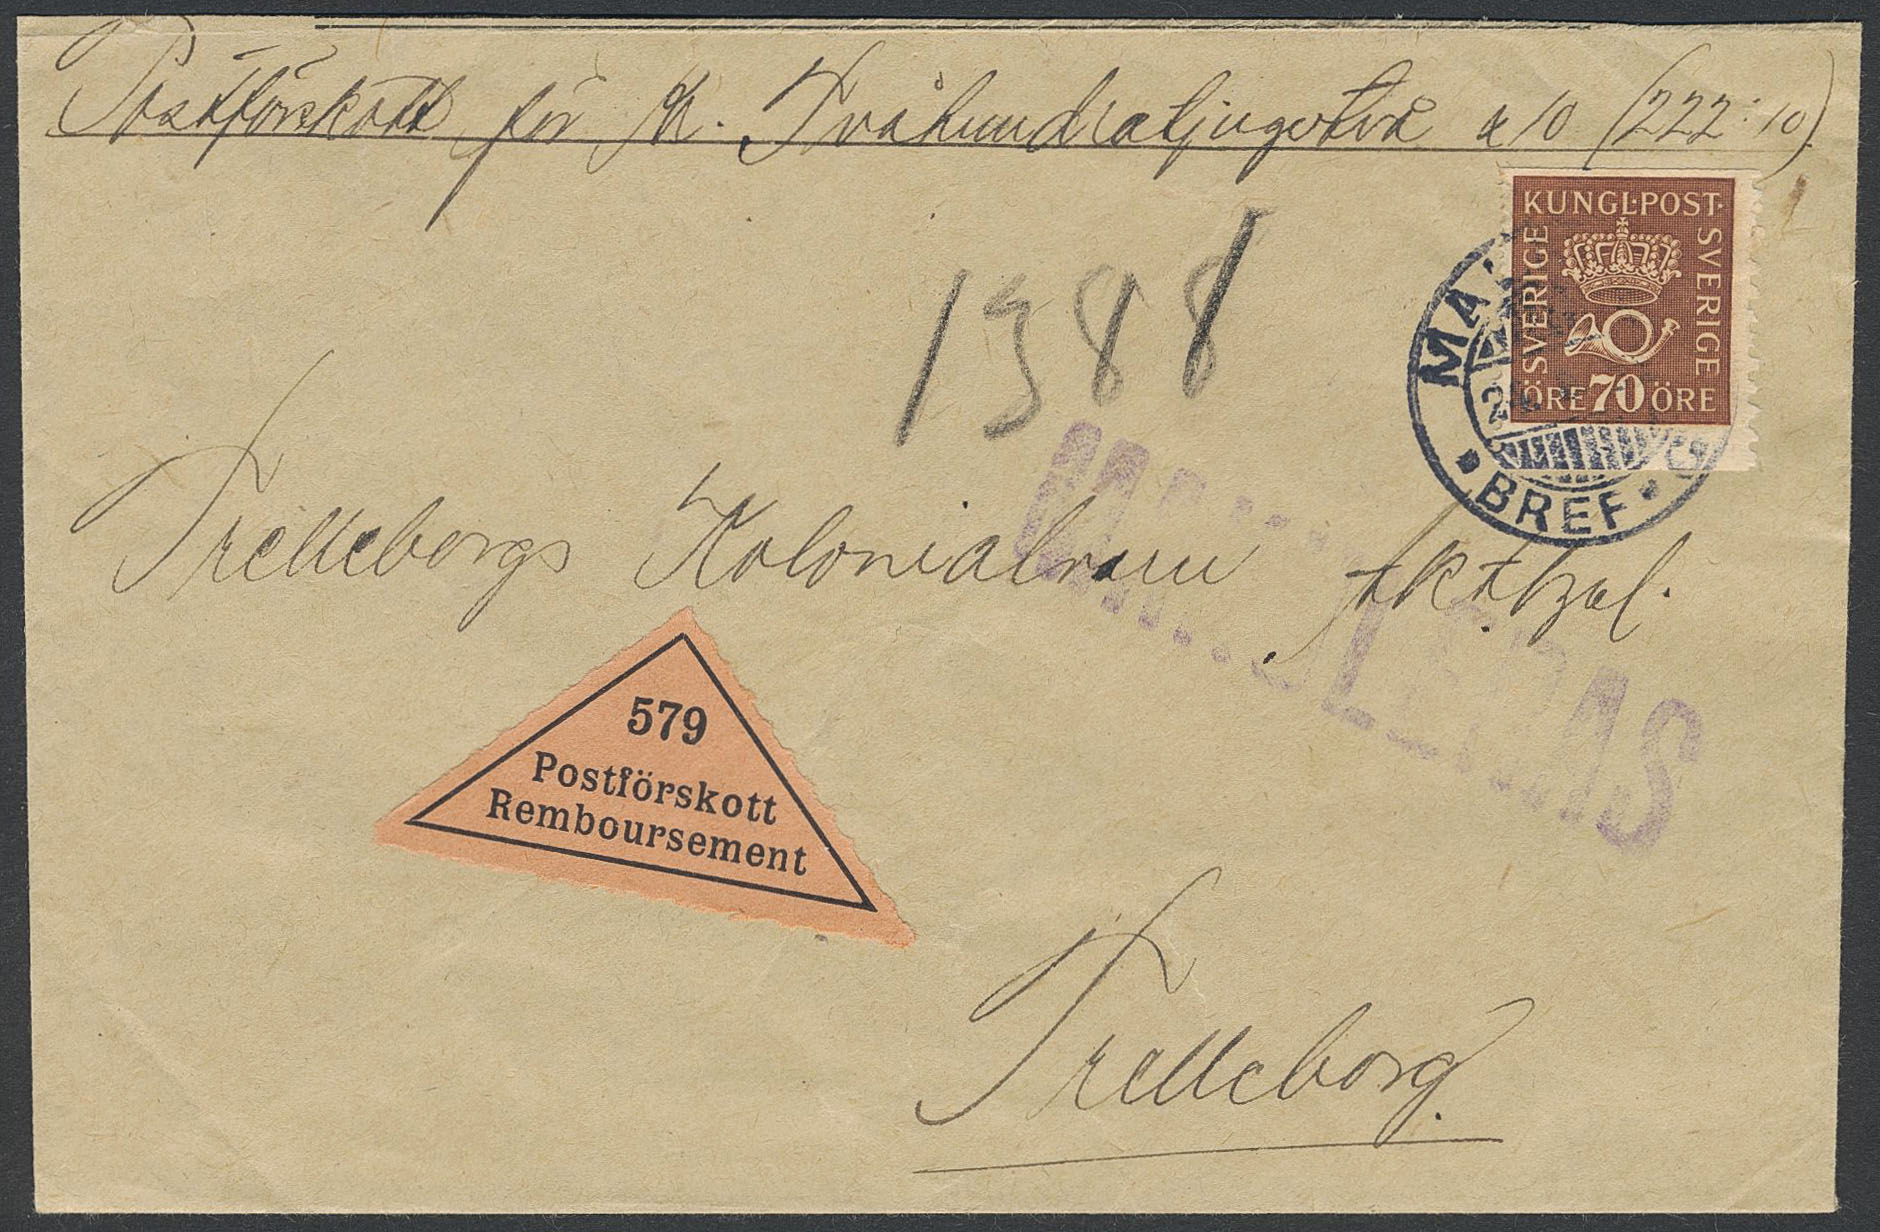 Postförskott för Kr. Tvåhundratjugotvå & 10 (222:10)
KUNGL·POST·
SVERIGE
SVERIGE
ÖRE 70 ÖRE
BREF
1388
Trelleborgs Kolonialvaru Aktbol.
579
Postförskott
Remboursement
Trelleborg